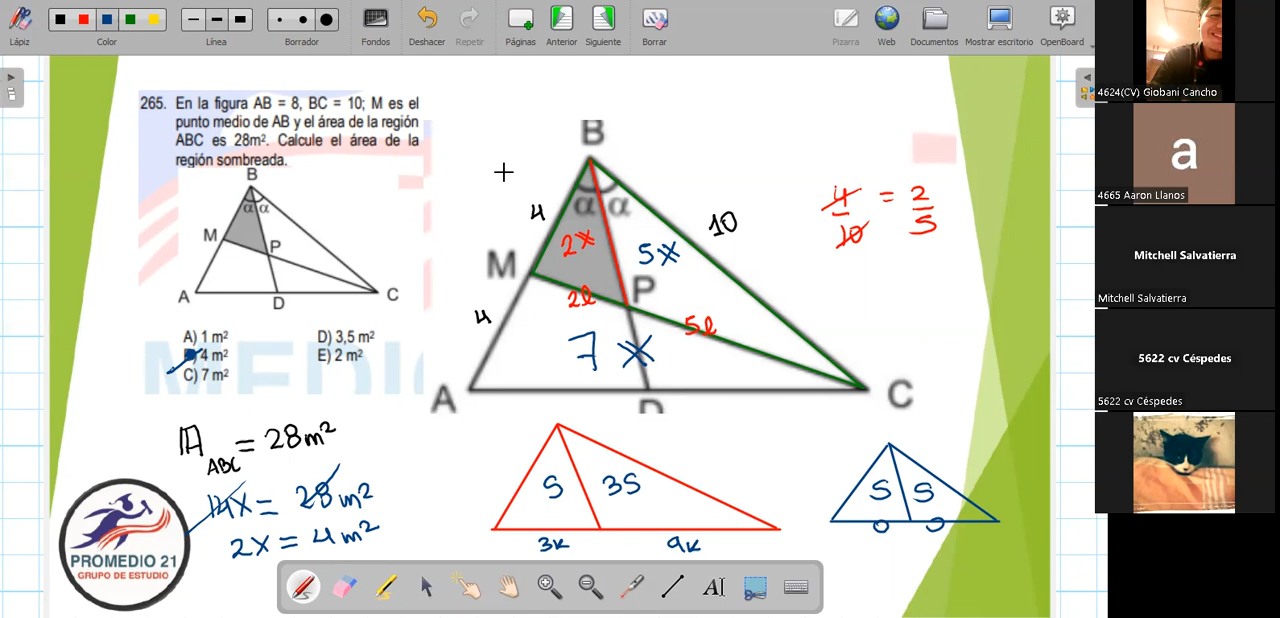 Lápiz
Color
Línea
Borrador
Fondos
Deshacer
Repetir
Páginas
Anterior
Siguiente
Borrar
Pizarra
Web
Documentos
Mostrar escritorio
OpenBoard
265. En la figura AB = 8, BC = 10; M es el
punto medio de AB y el área de la región
ABC es 28m². Calcule el área de la
región sombreada.
B
α α
M
P
A
D
C
A) 1 m²
D) 3,5 m²
4 m²
E) 2 m²
C) 7 m²
B
α α
4
10
M
2x
5x
P
2l
5l
4
7x
A
D
C
4/10 = 2/5
A ABC = 28m²
14x = 28m²
2x = 4m²
S
3S
3K
9K
S
S
PROMEDIO 21
GRUPO DE ESTUDIO
AI
4624(CV) Giobani Cancho
a
4665 Aaron Llanos
Mitchell Salvatierra
Mitchell Salvatierra
5622 cv Céspedes
5622 cv Céspedes